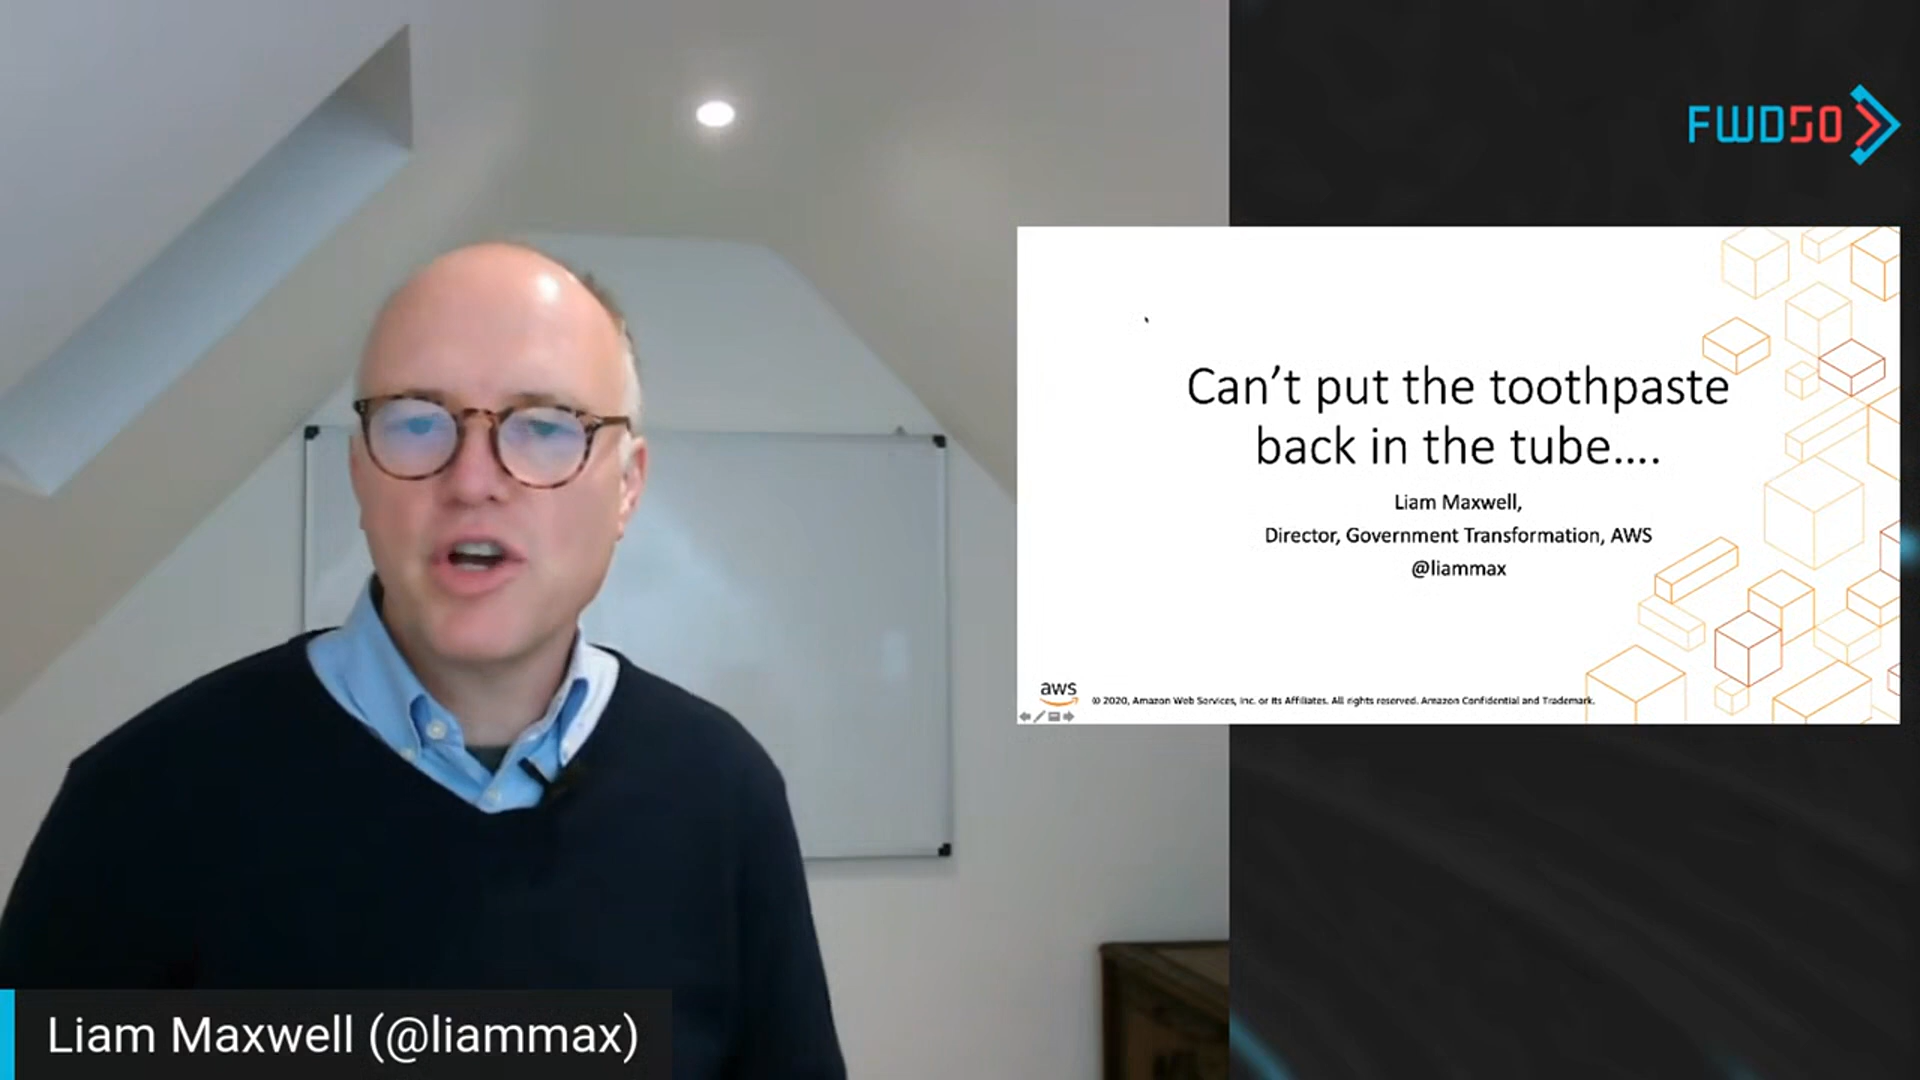 FWD50
Can't put the toothpaste
back in the tube....
Liam Maxwell,
Director, Government Transformation, AWS
@liammax
aws
© 2020, Amazon Web Services, Inc. or its Affiliates. All rights reserved. Amazon Confidential and Trademark.
Liam Maxwell (@liammax)